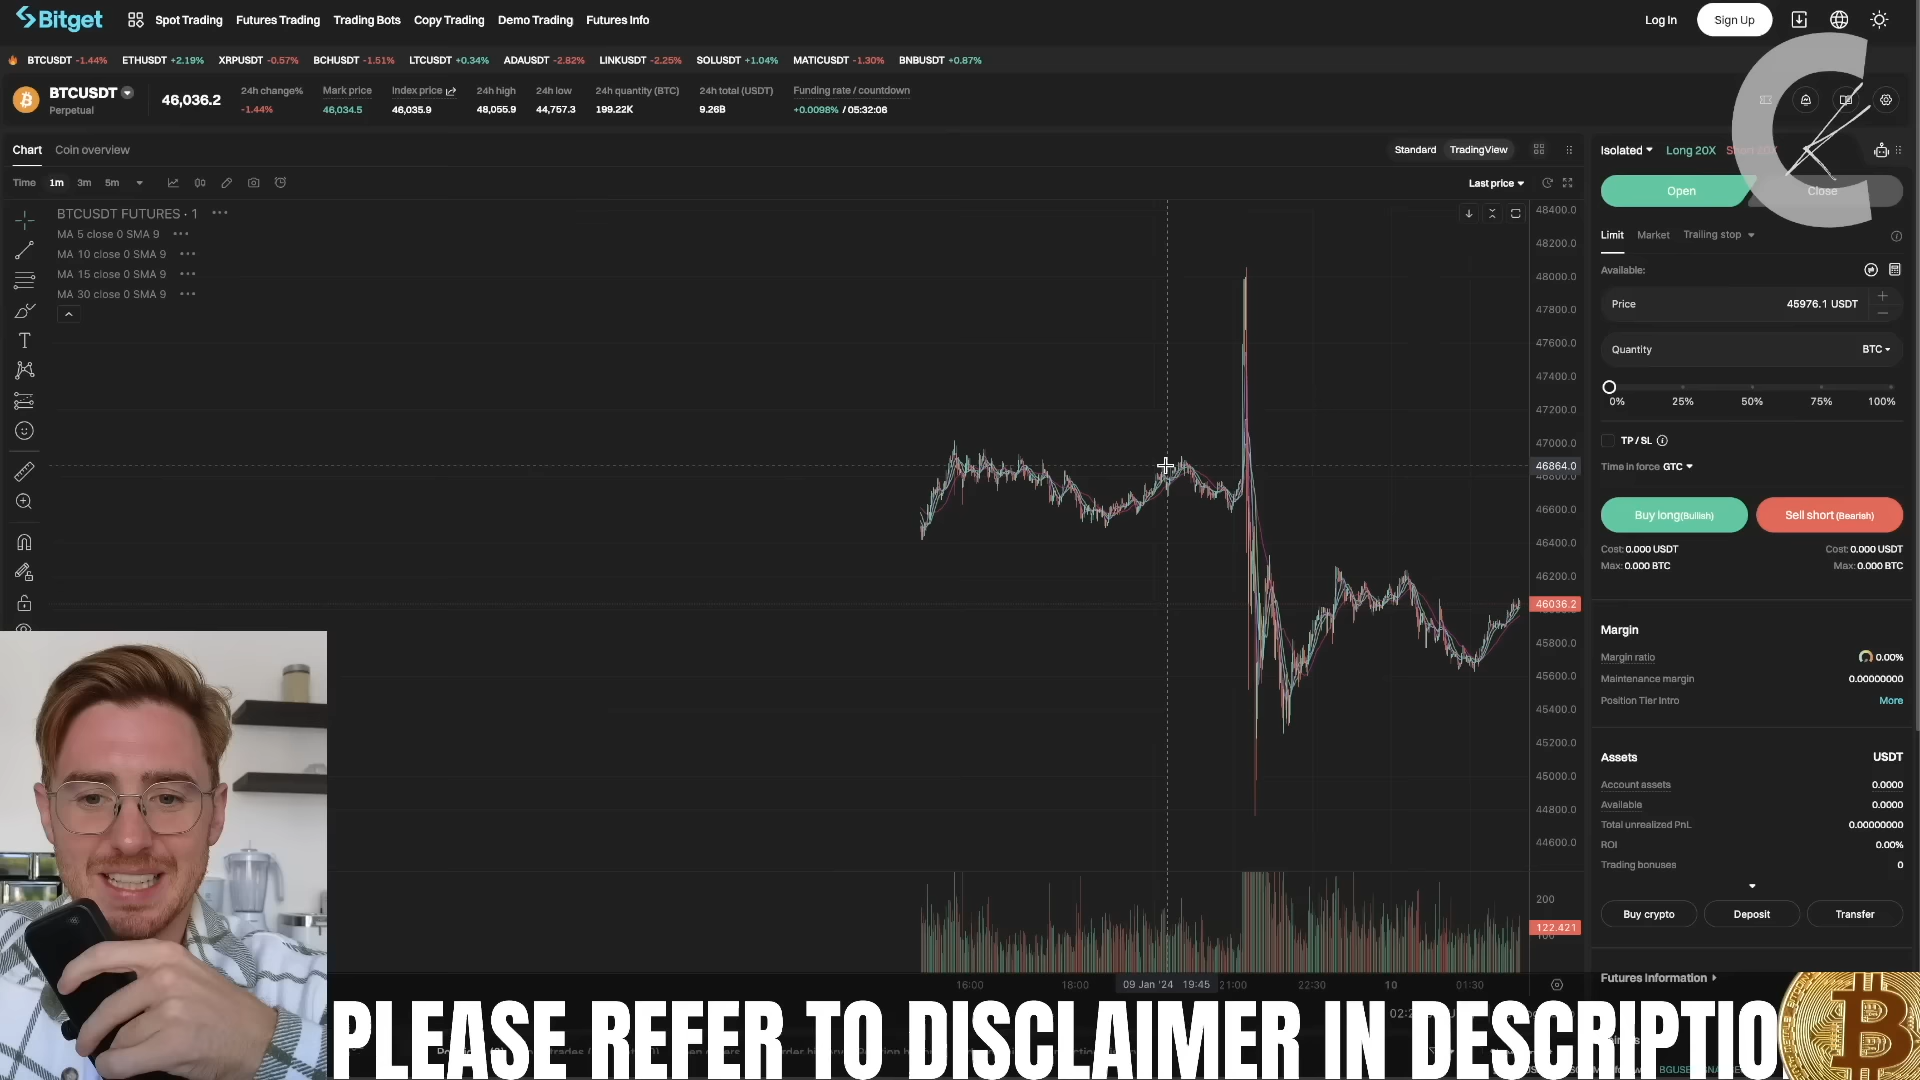 Bitget
Spot Trading Futures Trading Trading Bots Copy Trading Demo Trading Futures Info Log In Sign Up
BTCUSDT -1.44% ETHUSDT +2.19% XRPUSDT -0.57% BCHUSDT -1.51% LTCUSDT +0.34% ADAUSDT -2.82% LINKUSDT -2.25% SOLUSDT +1.04% MATICUSDT -1.30% BNBUSDT +0.87%
BTCUSDT
Perpetual
46,036.2
24h change% Mark price Index price 24h high 24h low 24h quantity (BTC) 24h total (USDT) Funding rate / countdown
-1.44% 46,034.5 46,035.9 48,055.9 44,757.3 199.22K 9.26B +0.0098% / 05:32:06
Chart Coin overview Standard TradingView
Time 1m 3m 5m Last price
BTCUSDT FUTURES · 1
MA 5 close 0 SMA 9
MA 10 close 0 SMA 9
MA 15 close 0 SMA 9
MA 30 close 0 SMA 9
48400.0
48200.0
48000.0
47800.0
47600.0
47400.0
47200.0
47000.0
46864.0
46800.0
46600.0
46400.0
46200.0
46036.2
45800.0
45600.0
45400.0
45200.0
45000.0
44800.0
44600.0
200
122.421
16:00 18:00 09 Jan '24 19:45 21:00 22:30 10 01:30
Isolated Long 20X Short 20X
Open Close
Limit Market Trailing stop
Available:
Price 45976.1 USDT
Quantity BTC
0% 25% 50% 75% 100%
TP / SL
Time in force GTC
Buy long(Bullish) Sell short (Bearish)
Cost: 0.000 USDT Cost: 0.000 USDT
Max: 0.000 BTC Max: 0.000 BTC
Margin
Margin ratio 0.00%
Maintenance margin 0.00000000
Position Tier Intro More
Assets USDT
Account assets 0.0000
Available 0.0000
Total unrealized PnL 0.00000000
ROI 0.00%
Trading bonuses 0
Buy crypto Deposit Transfer
Futures Information
PLEASE REFER TO DISCLAIMER IN DESCRIPTIO